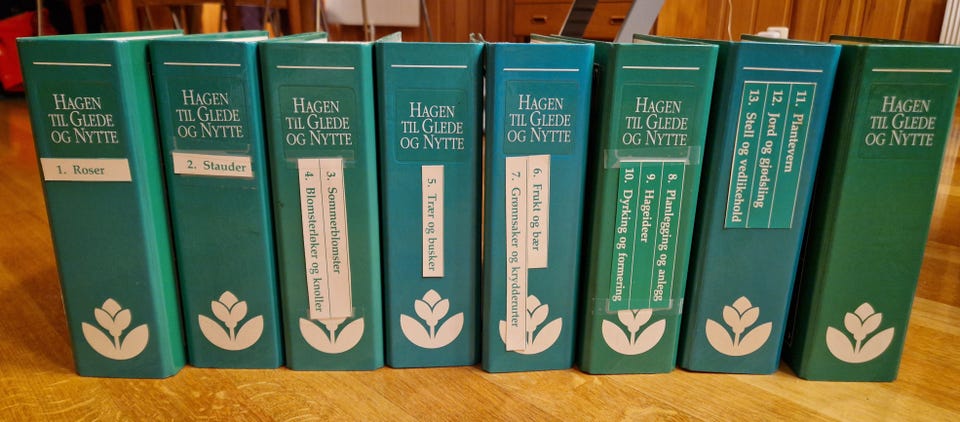 HAGEN
TIL GLEDE
OG NYTTE
1. Roser
HAGEN
TIL GLEDE
OG NYTTE
2. Stauder
HAGEN
TIL GLEDE
OG NYTTE
3. Sommerblomster
4. Blomsterløker og knoller
HAGEN
TIL GLEDE
OG NYTTE
5. Trær og busker
HAGEN
TIL GLEDE
OG NYTTE
6. Frukt og bær
7. Grønnsaker og krydderurter
HAGEN
TIL GLEDE
OG NYTTE
8. Planlegging og anlegg
9. Hageideer
10. Dyrking og formering
11. Plantevern
12. Jord og gjødsling
13. Stell og vedlikehold
HAGEN
TIL GLEDE
OG NYTTE